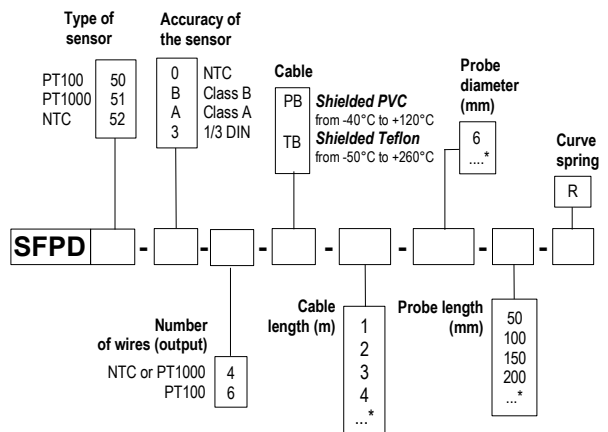 Type of sensor
PT100 50
PT1000 51
NTC 52
Accuracy of the sensor
0 NTC
B Class B
A Class A
3 1/3 DIN
Cable
PB Shielded PVC
from -40°C to +120°C
TB Shielded Teflon
from -50°C to +260°C
Probe diameter (mm)
6
....*
Curve spring
R
SFPD - - - - - - -
Number of wires (output)
NTC or PT1000 4
PT100 6
Cable length (m)
1
2
3
4
...*
Probe length (mm)
50
100
150
200
...*